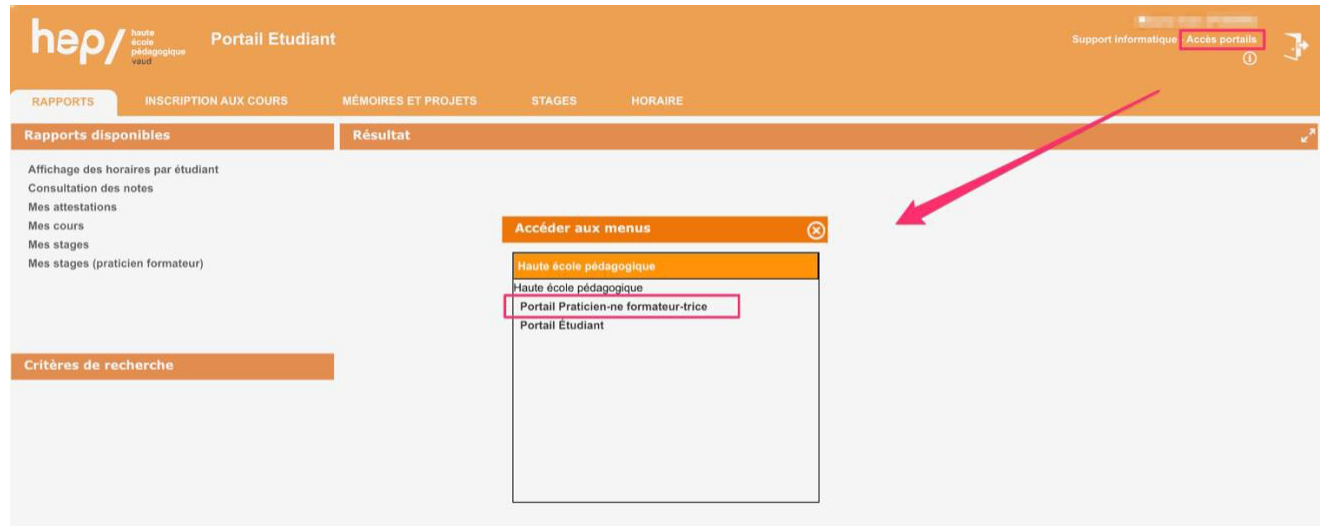 hep/ haute
école
pédagogique
vaud
Portail Etudiant
Support informatique - Accès portails
RAPPORTS INSCRIPTION AUX COURS MÉMOIRES ET PROJETS STAGES HORAIRE
Rapports disponibles
Résultat
Affichage des horaires par étudiant
Consultation des notes
Mes attestations
Mes cours
Mes stages
Mes stages (praticien formateur)
Accéder aux menus
Haute école pédagogique
Haute école pédagogique
Portail Praticien-ne formateur-trice
Portail Étudiant
Critères de recherche